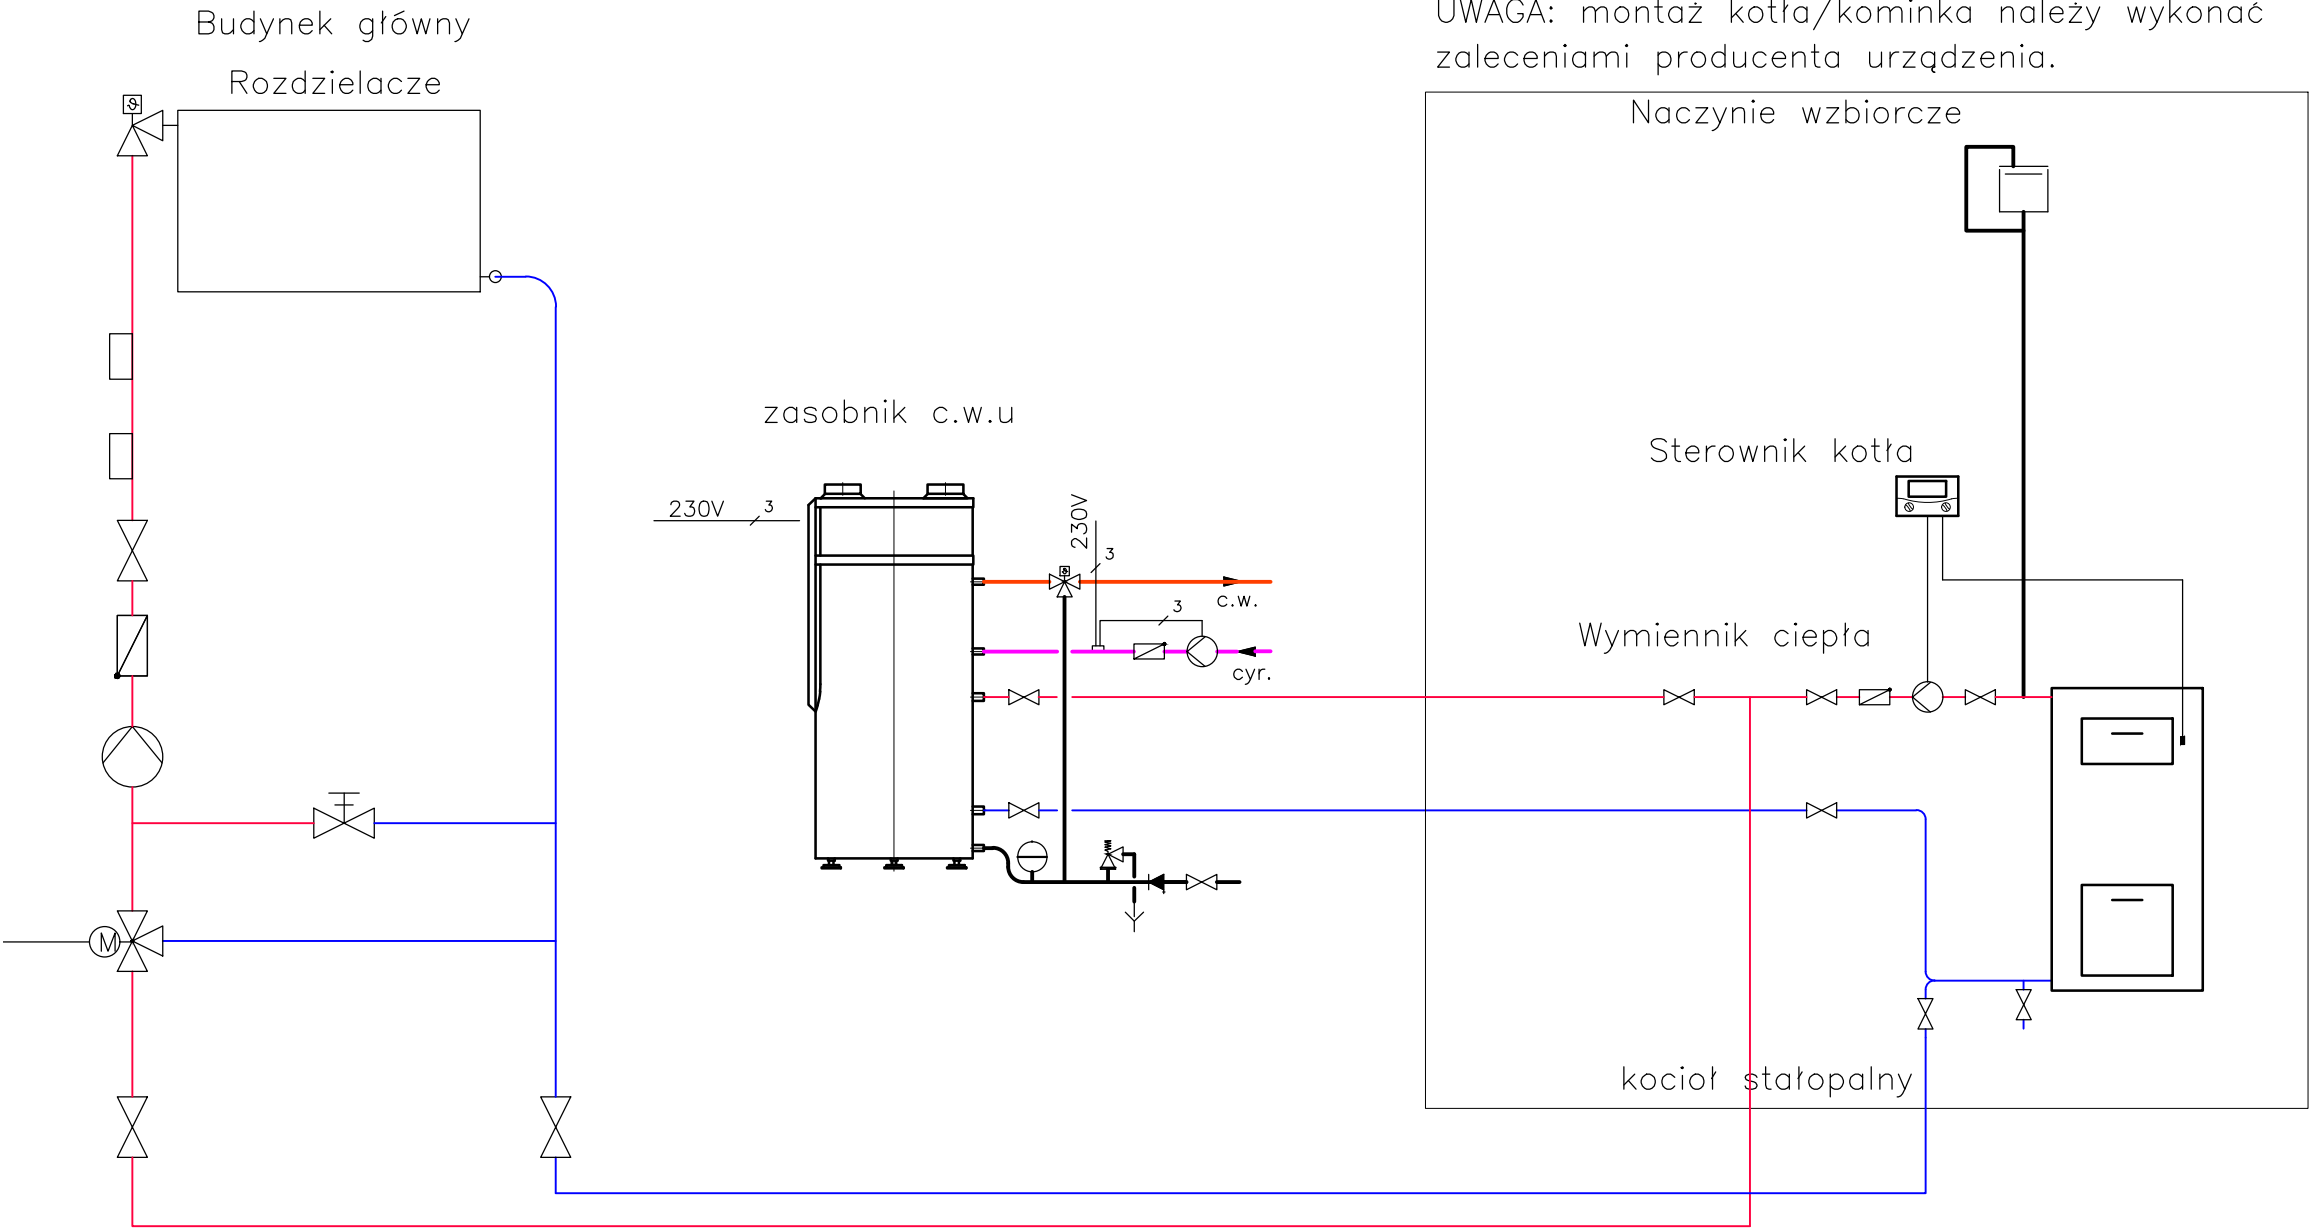 Budynek główny
UWAGA: montaż kotła/kominka należy wykonać
zaleceniami producenta urządzenia.
Rozdzielacze
Naczynie wzbiorcze
zasobnik c.w.u
Sterownik kotła
230V 3
230V
3
c.w.
3
Wymiennik ciepła
cyr.
M
kocioł stałopalny